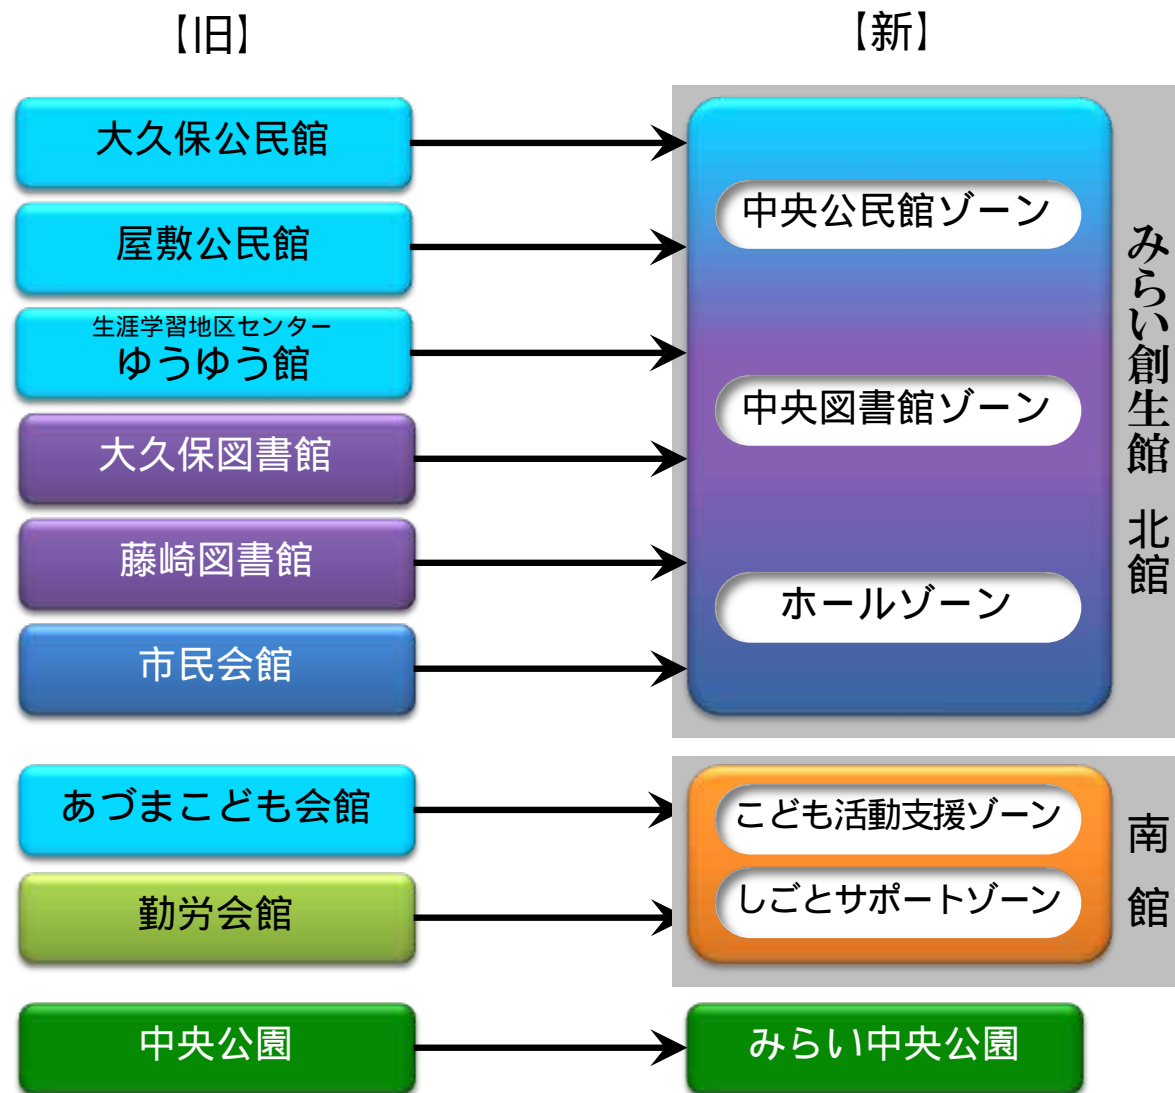 【旧】
【新】
大久保公民館
屋敷公民館
生涯学習地区センター
ゆうゆう館
大久保図書館
藤崎図書館
市民会館
中央公民館ゾーン
中央図書館ゾーン
ホールゾーン
みらい創生館 北館
あづまこども会館
勤労会館
こども活動支援ゾーン
しごとサポートゾーン
南館
中央公園
みらい中央公園